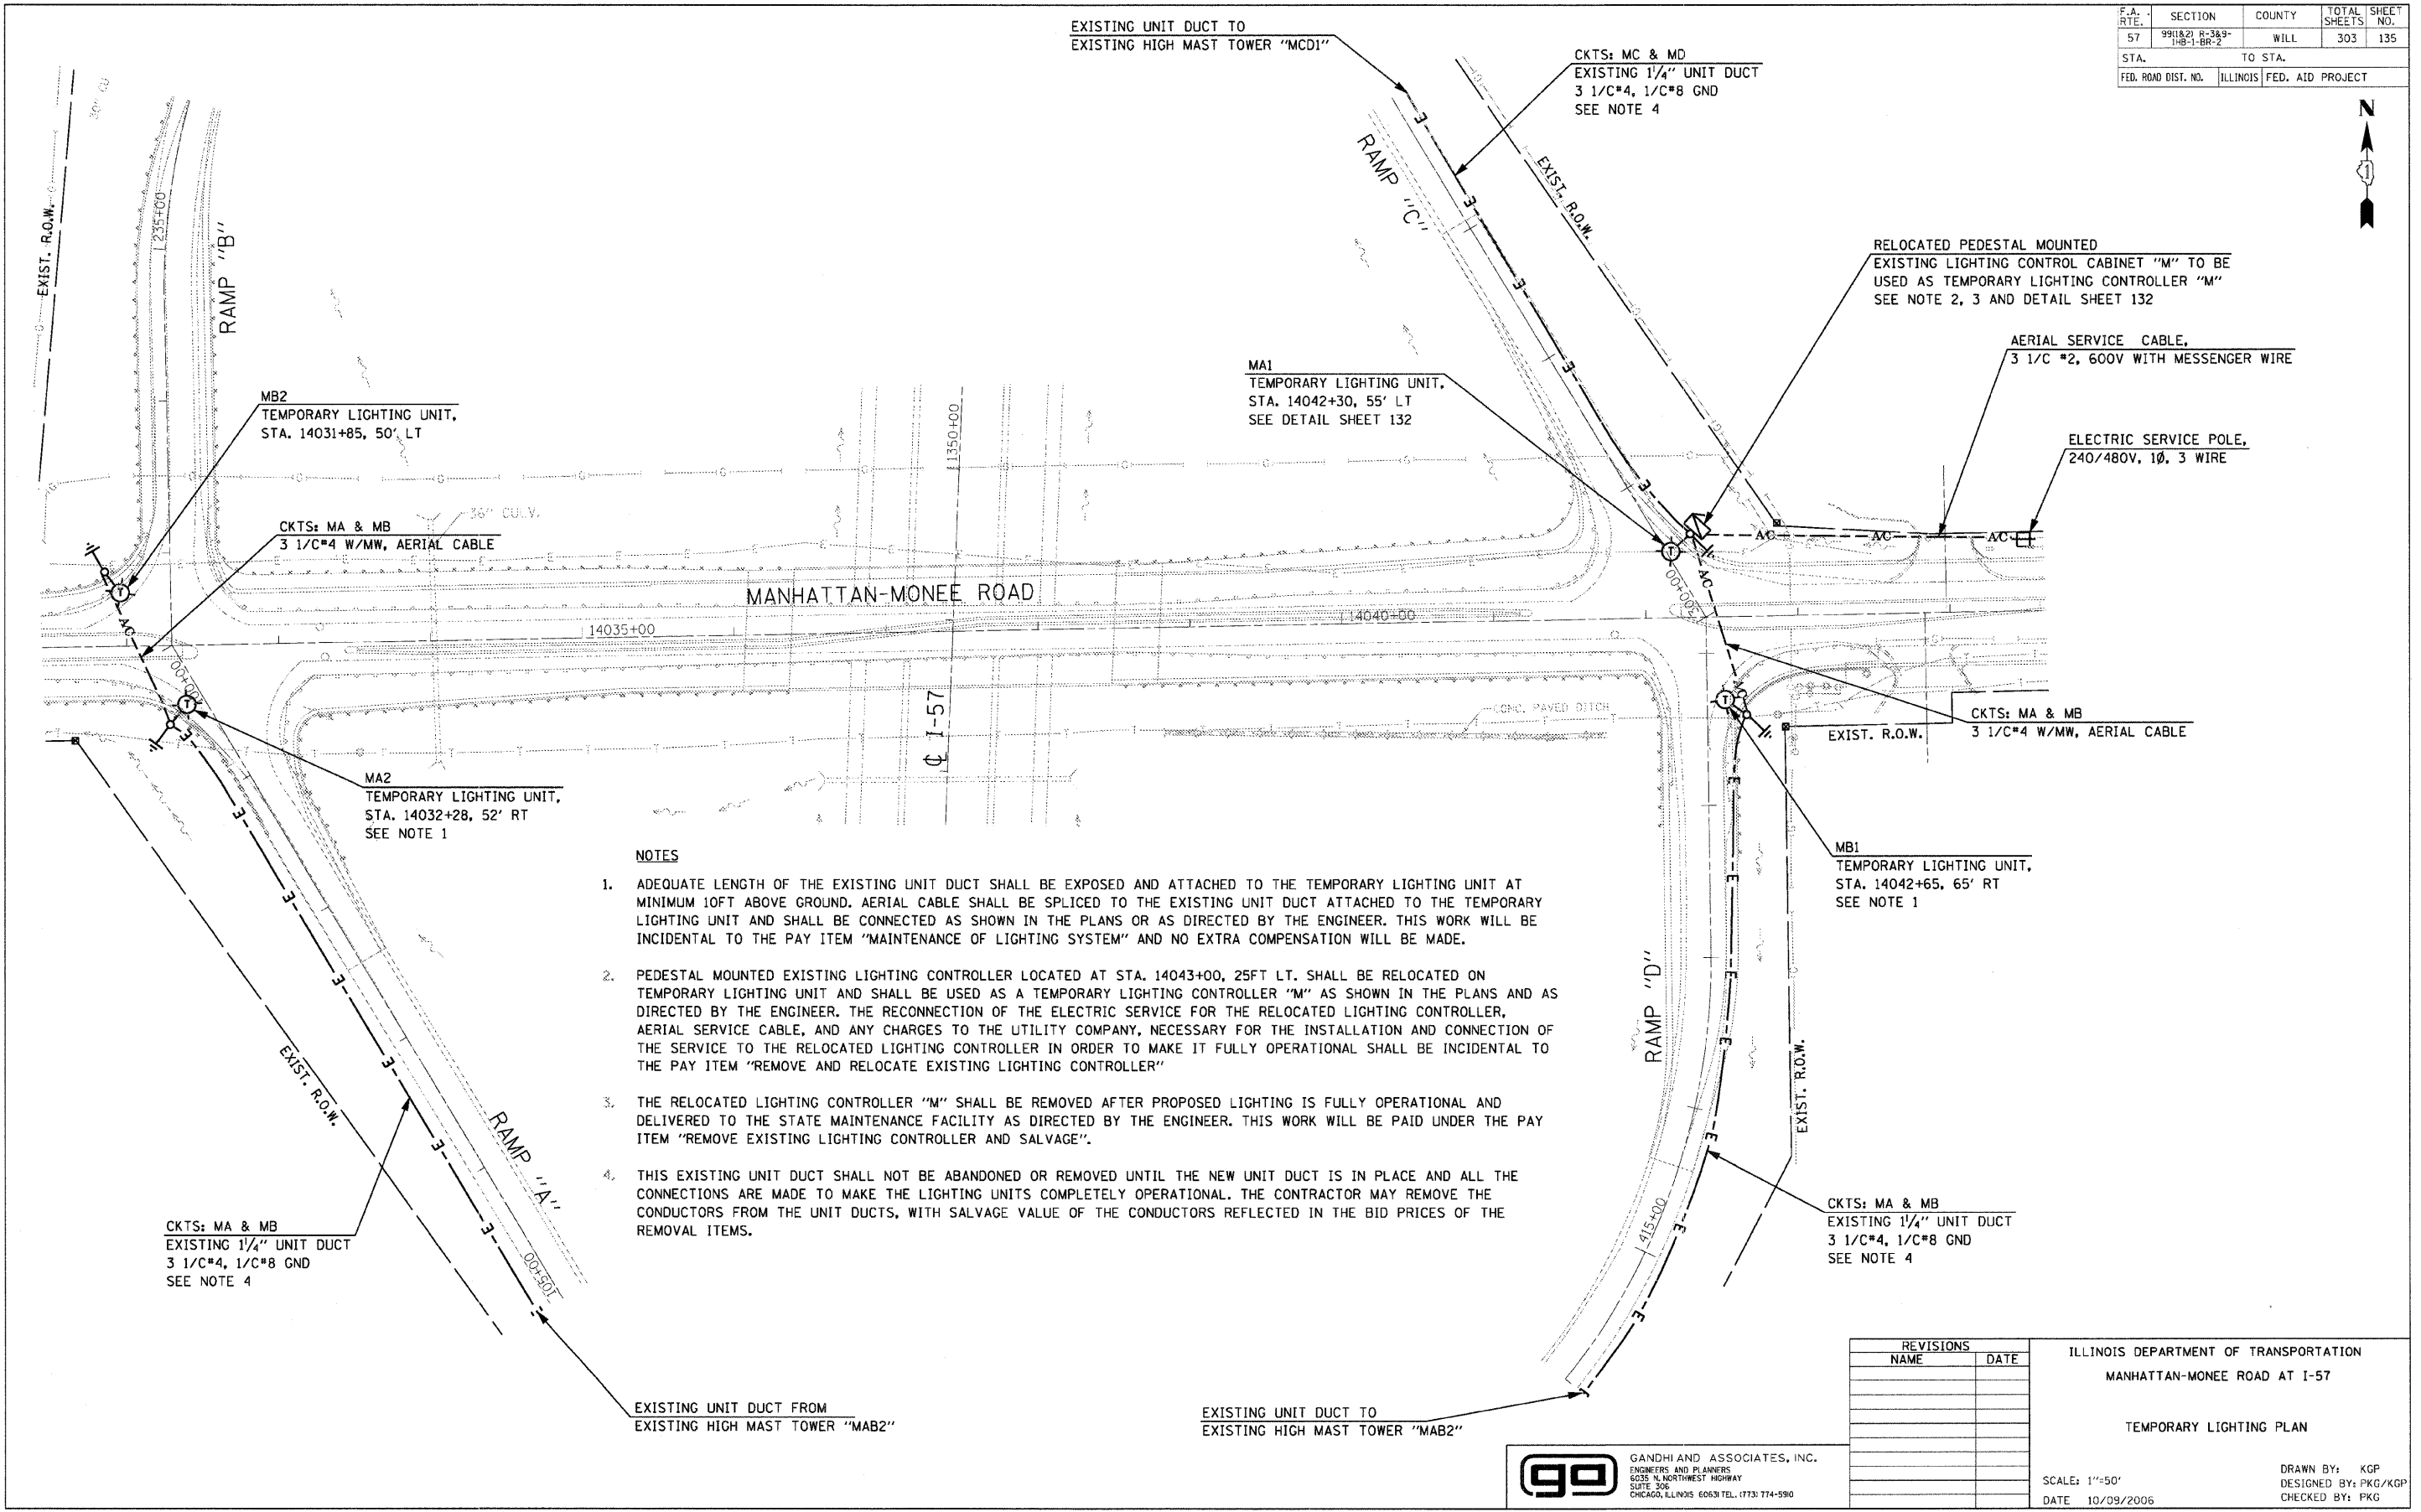 F.A. RTE. SECTION COUNTY TOTAL SHEETS SHEET NO.
57 99(1&2) R-3&9-1HB-1-BR-2 WILL 303 135
STA. TO STA.
FED. ROAD DIST. NO. ILLINOIS FED. AID PROJECT
N
1
EXISTING UNIT DUCT TO
EXISTING HIGH MAST TOWER "MCD1"
CKTS: MC & MD
EXISTING 1 1/4" UNIT DUCT
3 1/C#4, 1/C#8 GND
SEE NOTE 4
RAMP "C"
EXIST. R.O.W.
RELOCATED PEDESTAL MOUNTED
EXISTING LIGHTING CONTROL CABINET "M" TO BE
USED AS TEMPORARY LIGHTING CONTROLLER "M"
SEE NOTE 2, 3 AND DETAIL SHEET 132
AERIAL SERVICE CABLE,
3 1/C #2, 600V WITH MESSENGER WIRE
ELECTRIC SERVICE POLE,
240/480V, 1Ø, 3 WIRE
MA1
TEMPORARY LIGHTING UNIT,
STA. 14042+30, 55' LT
SEE DETAIL SHEET 132
EXIST. R.O.W.
235+00
RAMP "B"
MB2
TEMPORARY LIGHTING UNIT,
STA. 14031+85, 50' LT
CKTS: MA & MB
3 1/C#4 W/MW, AERIAL CABLE
36" CULV.
1350+00
MANHATTAN-MONEE ROAD
14035+00
14040+00
300+00
100+00
℄ I-57
CONC. PAVED DITCH
EXIST. R.O.W.
CKTS: MA & MB
3 1/C#4 W/MW, AERIAL CABLE
MA2
TEMPORARY LIGHTING UNIT,
STA. 14032+28, 52' RT
SEE NOTE 1
MB1
TEMPORARY LIGHTING UNIT,
STA. 14042+65, 65' RT
SEE NOTE 1
NOTES
1. ADEQUATE LENGTH OF THE EXISTING UNIT DUCT SHALL BE EXPOSED AND ATTACHED TO THE TEMPORARY LIGHTING UNIT AT
MINIMUM 10FT ABOVE GROUND. AERIAL CABLE SHALL BE SPLICED TO THE EXISTING UNIT DUCT ATTACHED TO THE TEMPORARY
LIGHTING UNIT AND SHALL BE CONNECTED AS SHOWN IN THE PLANS OR AS DIRECTED BY THE ENGINEER. THIS WORK WILL BE
INCIDENTAL TO THE PAY ITEM "MAINTENANCE OF LIGHTING SYSTEM" AND NO EXTRA COMPENSATION WILL BE MADE.
2. PEDESTAL MOUNTED EXISTING LIGHTING CONTROLLER LOCATED AT STA. 14043+00, 25FT LT. SHALL BE RELOCATED ON
TEMPORARY LIGHTING UNIT AND SHALL BE USED AS A TEMPORARY LIGHTING CONTROLLER "M" AS SHOWN IN THE PLANS AND AS
DIRECTED BY THE ENGINEER. THE RECONNECTION OF THE ELECTRIC SERVICE FOR THE RELOCATED LIGHTING CONTROLLER,
AERIAL SERVICE CABLE, AND ANY CHARGES TO THE UTILITY COMPANY, NECESSARY FOR THE INSTALLATION AND CONNECTION OF
THE SERVICE TO THE RELOCATED LIGHTING CONTROLLER IN ORDER TO MAKE IT FULLY OPERATIONAL SHALL BE INCIDENTAL TO
THE PAY ITEM "REMOVE AND RELOCATE EXISTING LIGHTING CONTROLLER"
3. THE RELOCATED LIGHTING CONTROLLER "M" SHALL BE REMOVED AFTER PROPOSED LIGHTING IS FULLY OPERATIONAL AND
DELIVERED TO THE STATE MAINTENANCE FACILITY AS DIRECTED BY THE ENGINEER. THIS WORK WILL BE PAID UNDER THE PAY
ITEM "REMOVE EXISTING LIGHTING CONTROLLER AND SALVAGE".
4. THIS EXISTING UNIT DUCT SHALL NOT BE ABANDONED OR REMOVED UNTIL THE NEW UNIT DUCT IS IN PLACE AND ALL THE
CONNECTIONS ARE MADE TO MAKE THE LIGHTING UNITS COMPLETELY OPERATIONAL. THE CONTRACTOR MAY REMOVE THE
CONDUCTORS FROM THE UNIT DUCTS, WITH SALVAGE VALUE OF THE CONDUCTORS REFLECTED IN THE BID PRICES OF THE
REMOVAL ITEMS.
RAMP "D"
EXIST. R.O.W.
415+00
CKTS: MA & MB
EXISTING 1 1/4" UNIT DUCT
3 1/C#4, 1/C#8 GND
SEE NOTE 4
EXIST. R.O.W.
RAMP "A"
105+00
CKTS: MA & MB
EXISTING 1 1/4" UNIT DUCT
3 1/C#4, 1/C#8 GND
SEE NOTE 4
EXISTING UNIT DUCT FROM
EXISTING HIGH MAST TOWER "MAB2"
EXISTING UNIT DUCT TO
EXISTING HIGH MAST TOWER "MAB2"
ga
GANDHI AND ASSOCIATES, INC.
ENGINEERS AND PLANNERS
6035 N. NORTHWEST HIGHWAY
SUITE 306
CHICAGO, ILLINOIS 60631 TEL. (773) 774-5910
REVISIONS
NAME DATE
ILLINOIS DEPARTMENT OF TRANSPORTATION
MANHATTAN-MONEE ROAD AT I-57
TEMPORARY LIGHTING PLAN
SCALE: 1"=50'
DATE 10/09/2006
DRAWN BY: KGP
DESIGNED BY: PKG/KGP
CHECKED BY: PKG